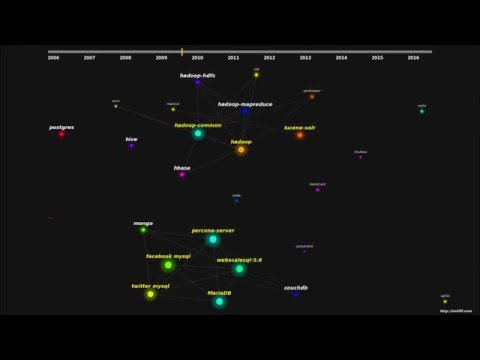 2006 2007 2008 2009 2010 2011 2012 2013 2014 2015 2016
hadoop-hdfs
hadoop-mapreduce
hadoop-common
lucene-solr
postgres
hive
hadoop
hbase
mongo
percona-server
facebook mysql
webscalesql-5.6
cassandra
twitter mysql
MariaDB
couchdb